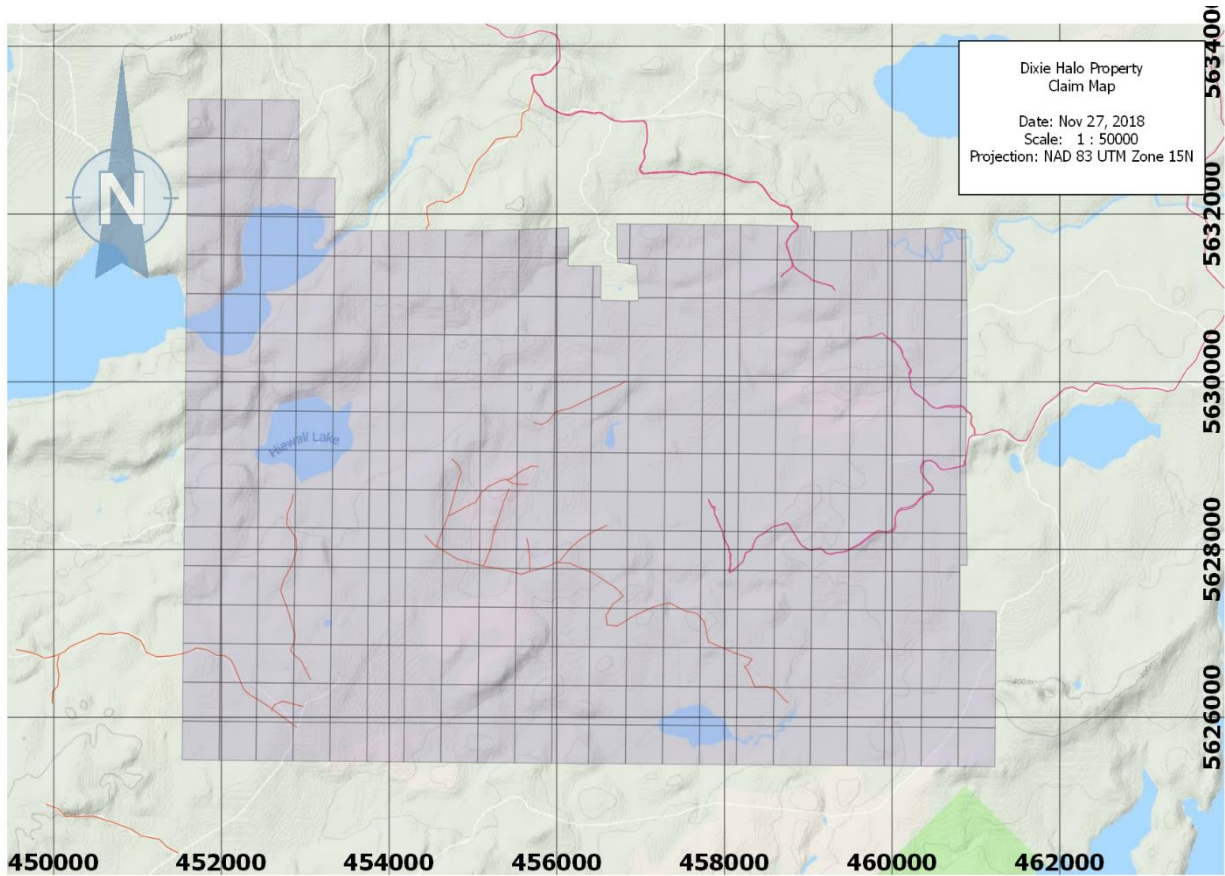 Dixie Halo Property
Claim Map
Date: Nov 27, 2018
Scale: 1 : 50000
Projection: NAD 83 UTM Zone 15N
N
Hiewall Lake
400m
5634000
5632000
5630000
5628000
5626000
450000
452000
454000
456000
458000
460000
462000